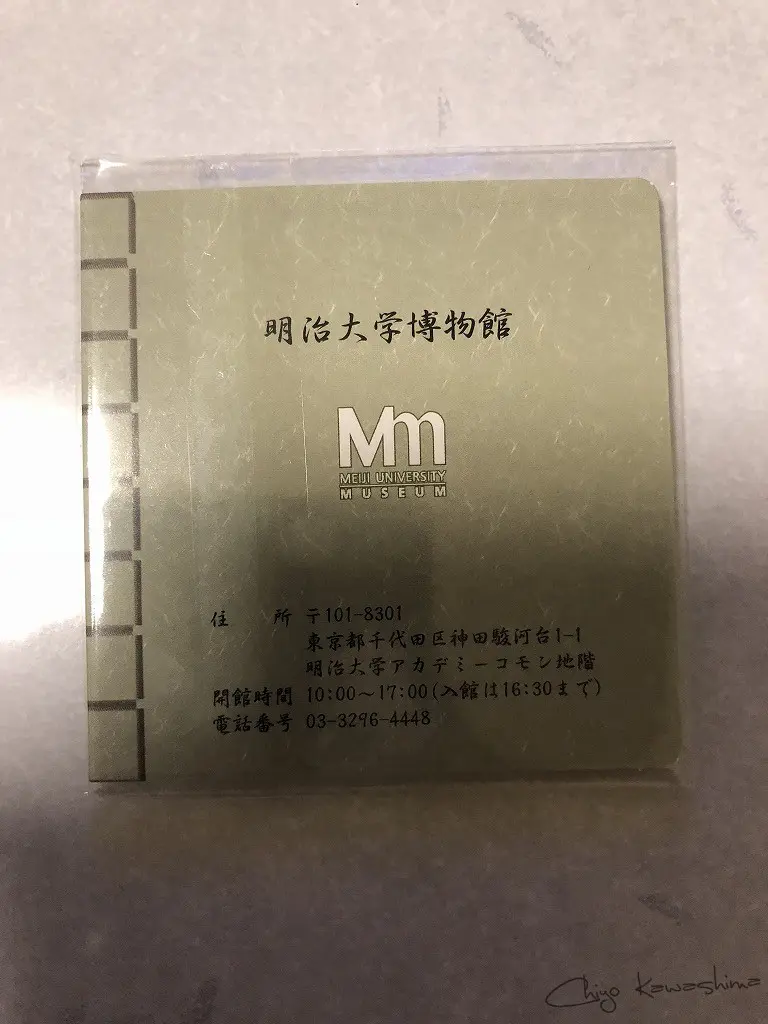 明治大学博物館
Mm
MEIJI UNIVERSITY
MUSEUM
住　所 〒101-8301
東京都千代田区神田駿河台1-1
明治大学アカデミーコモン地階
開館時間 10:00～17:00(入館は16:30まで)
電話番号 03-3296-4448
Chiyo Kawashima